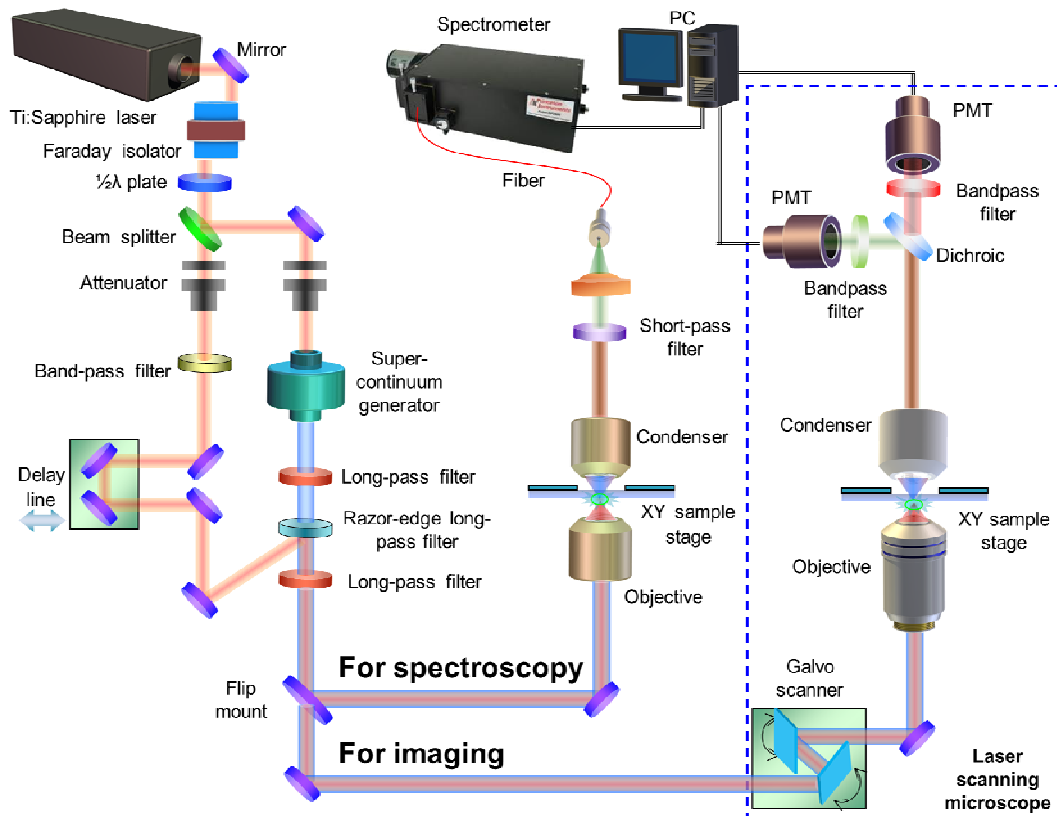 Spectrometer
PC
Mirror
PMT
Ti:Sapphire laser
Faraday isolator
½λ plate
Fiber
Bandpass
filter
PMT
Beam splitter
Dichroic
Attenuator
Bandpass
filter
Short-pass
filter
Band-pass filter
Super-
continuum
generator
Condenser
Condenser
Delay
line
Long-pass filter
XY sample
stage
XY sample
stage
Razor-edge long-
pass filter
Objective
Long-pass filter
Objective
For spectroscopy
Galvo
scanner
Flip
mount
For imaging
Laser
scanning
microscope